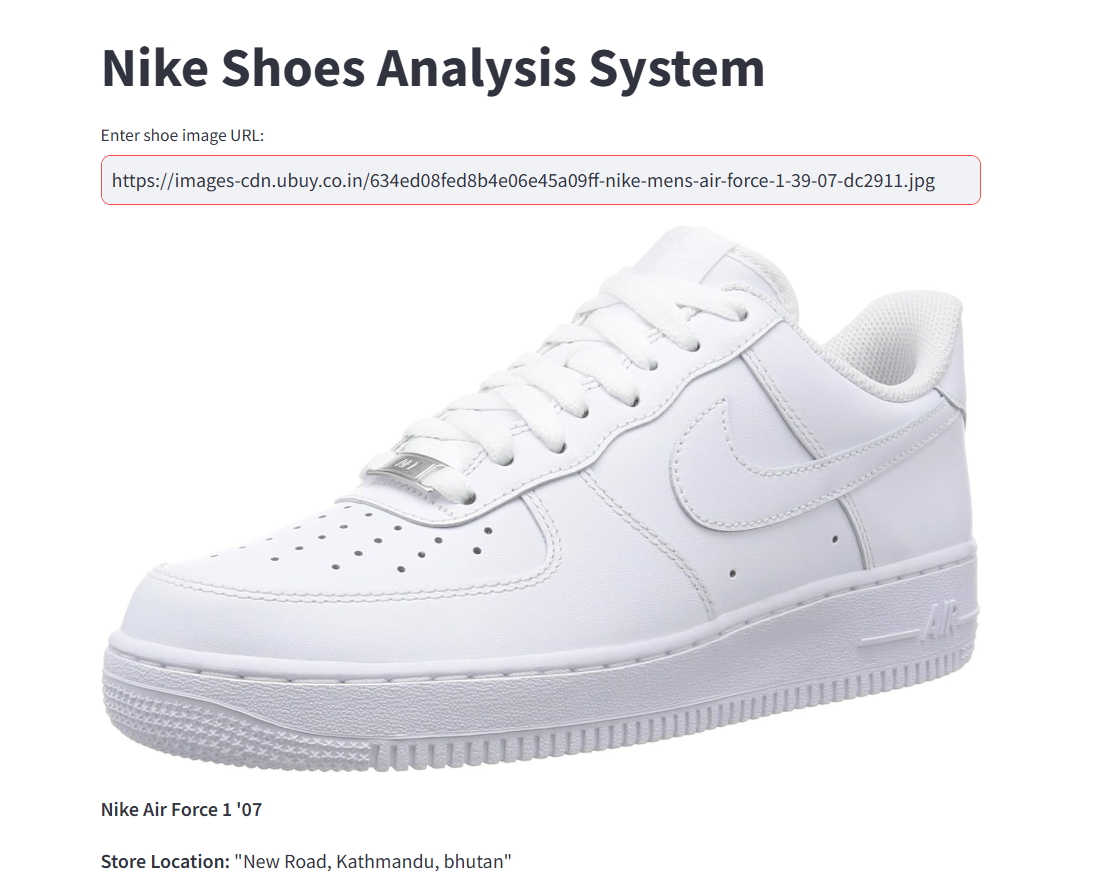 Nike Shoes Analysis System
Enter shoe image URL:
https://images-cdn.ubuy.co.in/634ed08fed8b4e06e45a09ff-nike-mens-air-force-1-39-07-dc2911.jpg
AIR
Nike Air Force 1 '07
Store Location: "New Road, Kathmandu, bhutan"